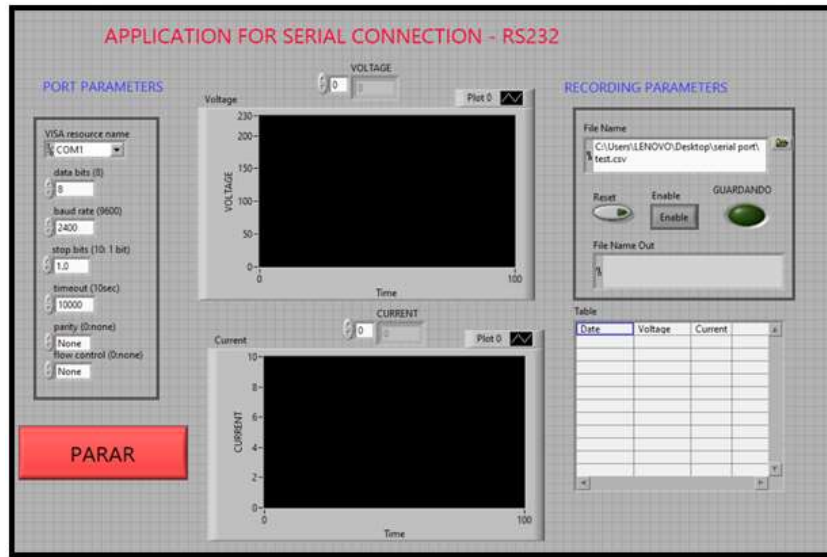 APPLICATION FOR SERIAL CONNECTION - RS232
PORT PARAMETERS
VISA resource name
COM1
data bits (8)
8
baud rate (9600)
2400
stop bits (10: 1 bit)
1.0
timeout (10sec)
10000
parity (0:none)
None
flow control (0:none)
None
PARAR
VOLTAGE
0
0
Voltage
Plot 0
230
200
150
100
50
0
VOLTAGE
0
100
Time
CURRENT
0
0
Current
Plot 0
10
8
6
4
2
0
CURRENT
0
100
Time
RECORDING PARAMETERS
File Name
C:\Users\LENOVO\Desktop\serial port\
test.csv
Reset
Enable
GUARDANDO
Enable
File Name Out
Table
Date Voltage Current